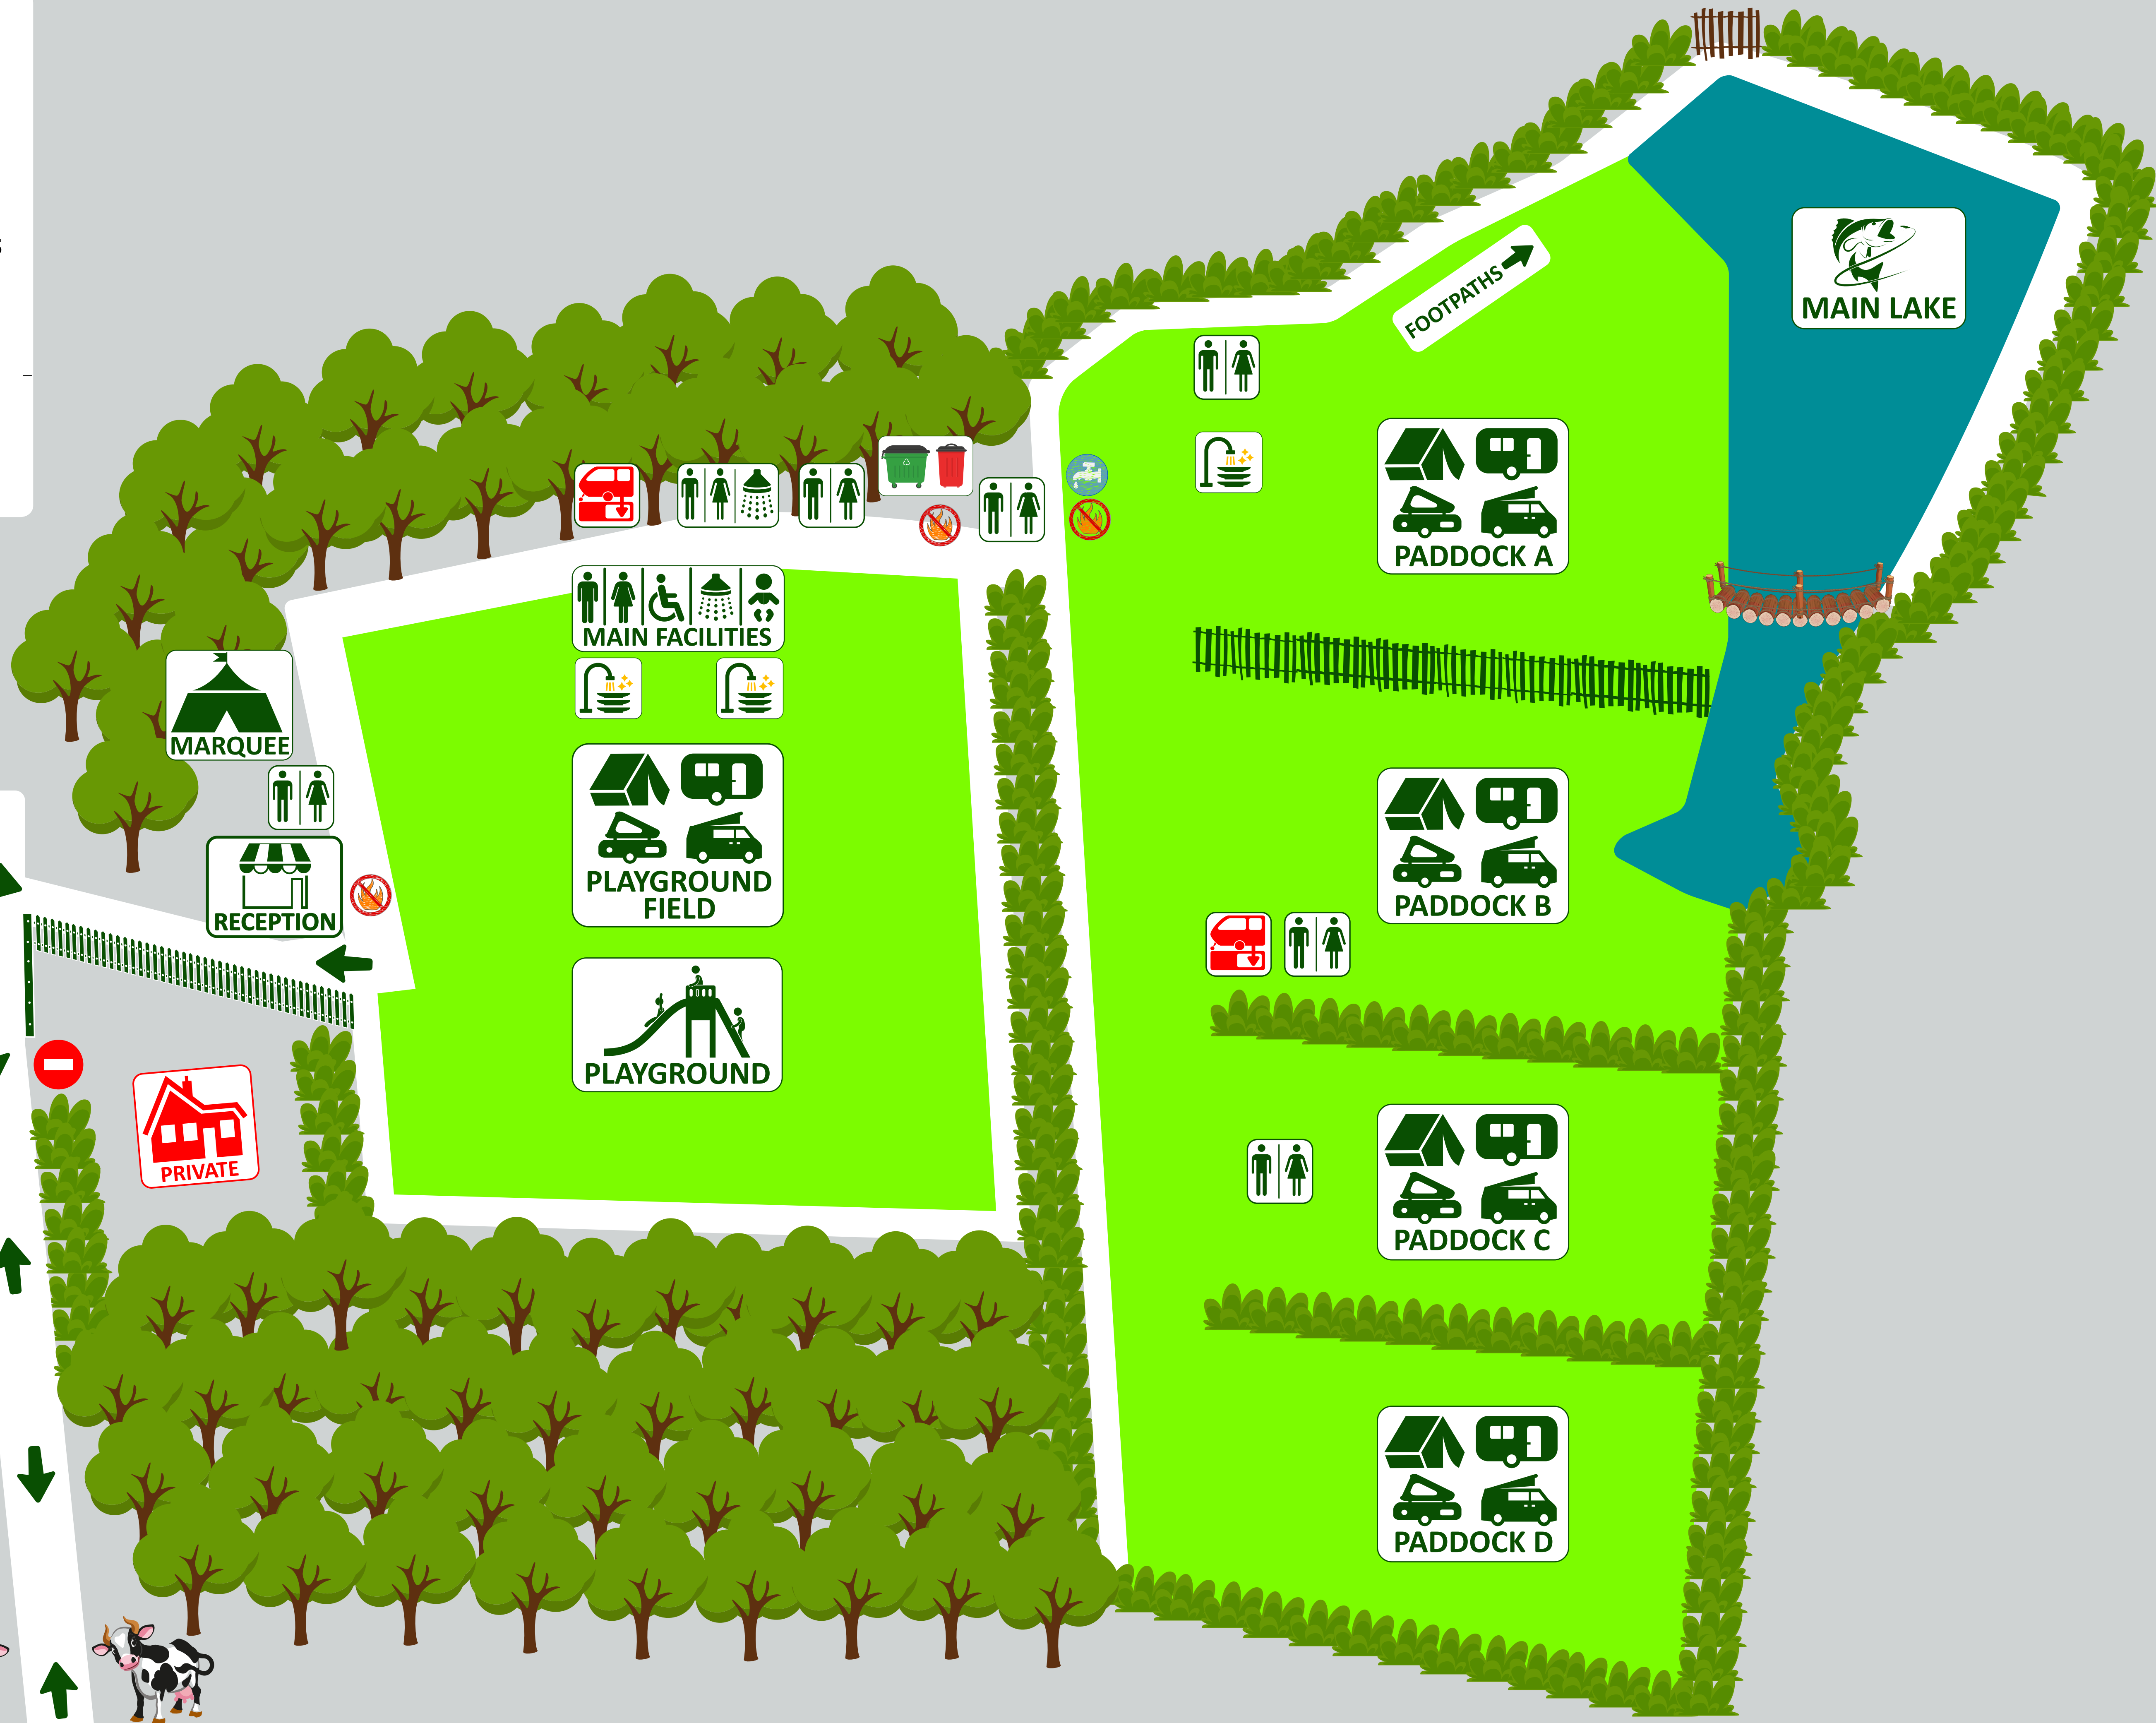 MAIN LAKE
FOOTPATHS
PADDOCK A
MAIN FACILITIES
MARQUEE
PLAYGROUND
FIELD
PADDOCK B
RECEPTION
PLAYGROUND
PRIVATE
PADDOCK C
PADDOCK D